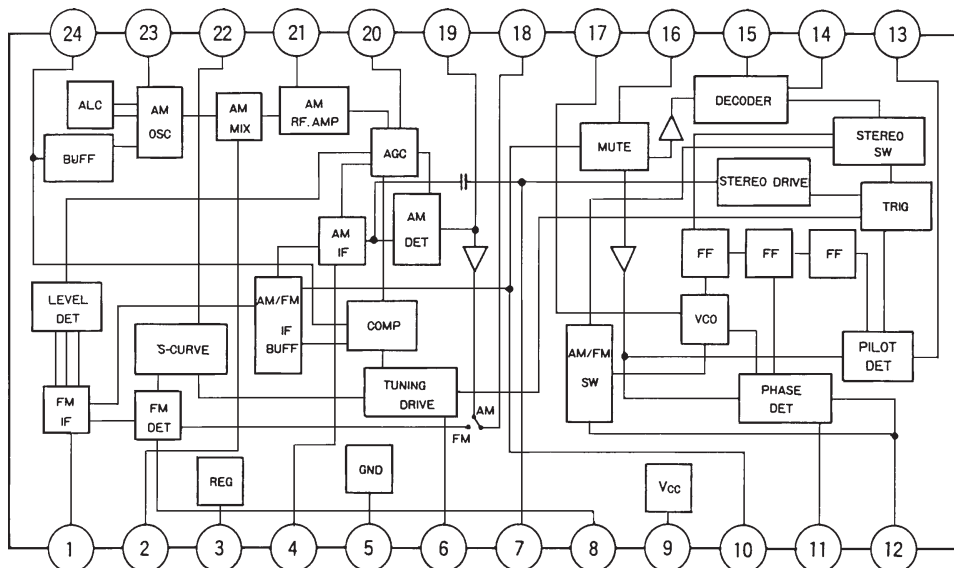 24 23 22 21 20 19 18 17 16 15 14 13
ALC
AM
OSC
AM
MIX
AM
RF. AMP
BUFF
AGC
MUTE
DECODER
STEREO
SW
STEREO DRIVE
TRIG
AM
IF
AM
DET
FF
FF
FF
LEVEL
DET
AM/FM
IF
BUFF
COMP
VCO
'S-CURVE
AM/FM
SW
PILOT
DET
FM
IF
FM
DET
TUNING
DRIVE
AM
FM
PHASE
DET
REG
GND
Vcc
1 2 3 4 5 6 7 8 9 10 11 12